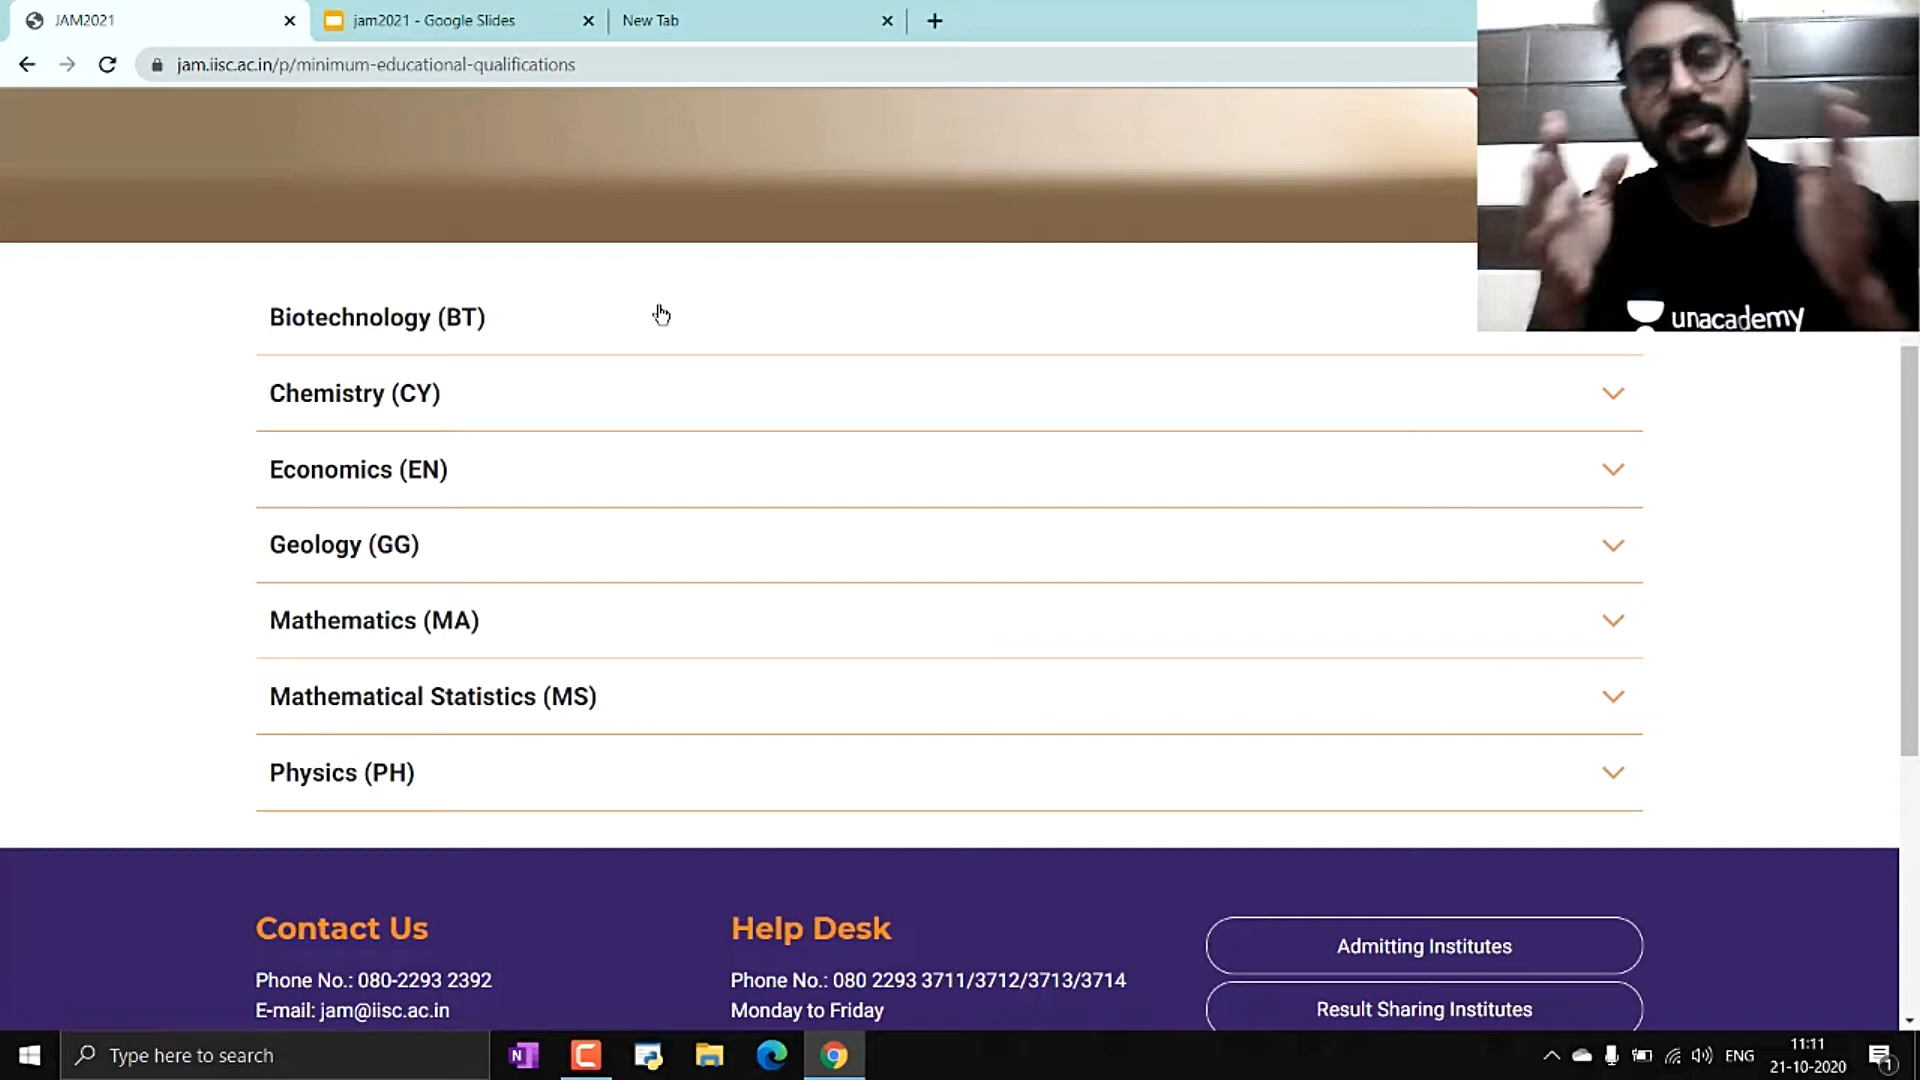 JAM2021
jam2021 - Google Slides
New Tab
jam.iisc.ac.in/p/minimum-educational-qualifications
unacademy
Biotechnology (BT)
Chemistry (CY)
Economics (EN)
Geology (GG)
Mathematics (MA)
Mathematical Statistics (MS)
Physics (PH)
Contact Us
Phone No.: 080-2293 2392
E-mail: jam@iisc.ac.in
Help Desk
Phone No.: 080 2293 3711/3712/3713/3714
Monday to Friday
Admitting Institutes
Result Sharing Institutes
Type here to search
N
ENG
11:11
21-10-2020
1